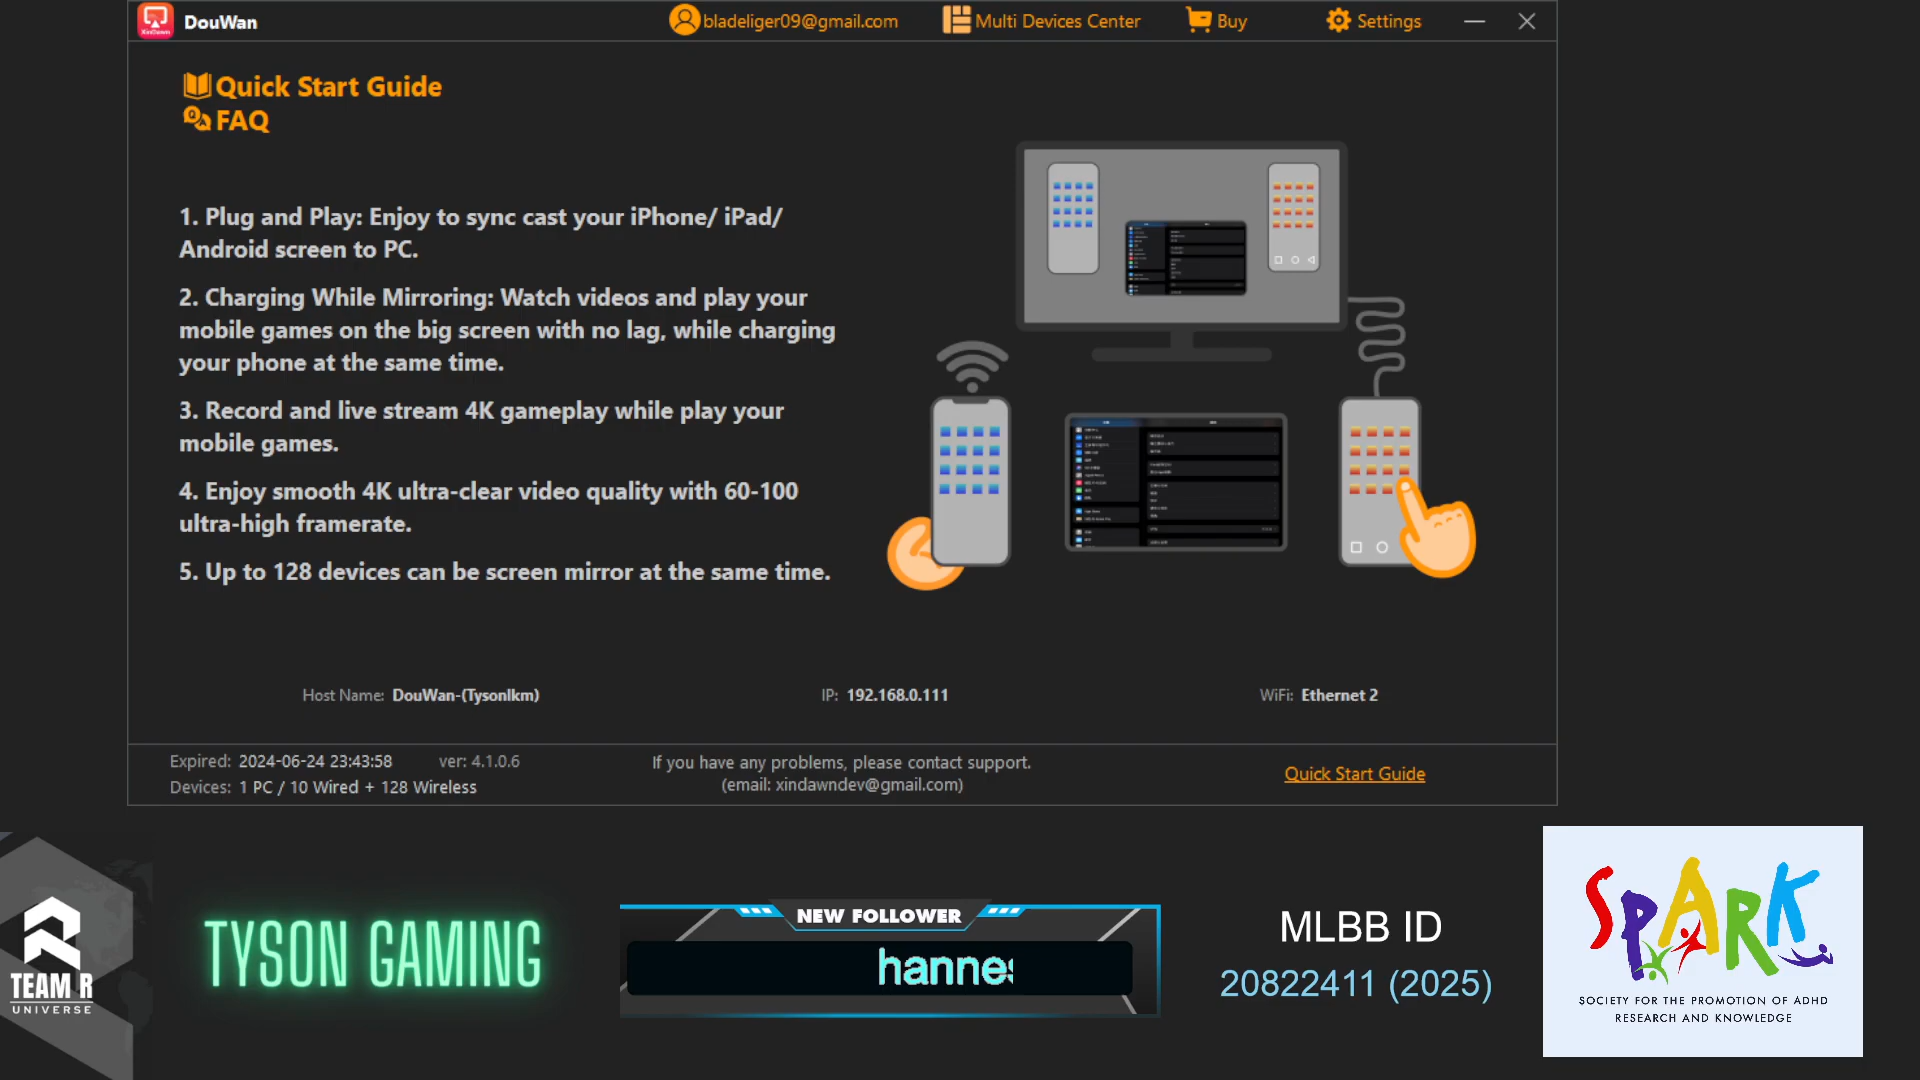 DouWan
bladeliger09@gmail.com
Multi Devices Center
Buy
Settings
Quick Start Guide
FAQ
1. Plug and Play: Enjoy to sync cast your iPhone/ iPad/
Android screen to PC.
2. Charging While Mirroring: Watch videos and play your
mobile games on the big screen with no lag, while charging
your phone at the same time.
3. Record and live stream 4K gameplay while play your
mobile games.
4. Enjoy smooth 4K ultra-clear video quality with 60-100
ultra-high framerate.
5. Up to 128 devices can be screen mirror at the same time.
Host Name: DouWan-(Tysonlkm)
IP: 192.168.0.111
WiFi: Ethernet 2
Expired: 2024-06-24 23:43:58
ver: 4.1.0.6
Devices: 1 PC / 10 Wired + 128 Wireless
If you have any problems, please contact support.
(email: xindawndev@gmail.com)
Quick Start Guide
TEAM R
UNIVERSE
TYSON GAMING
NEW FOLLOWER
hannes
MLBB ID
20822411 (2025)
SPARK
SOCIETY FOR THE PROMOTION OF ADHD
RESEARCH AND KNOWLEDGE